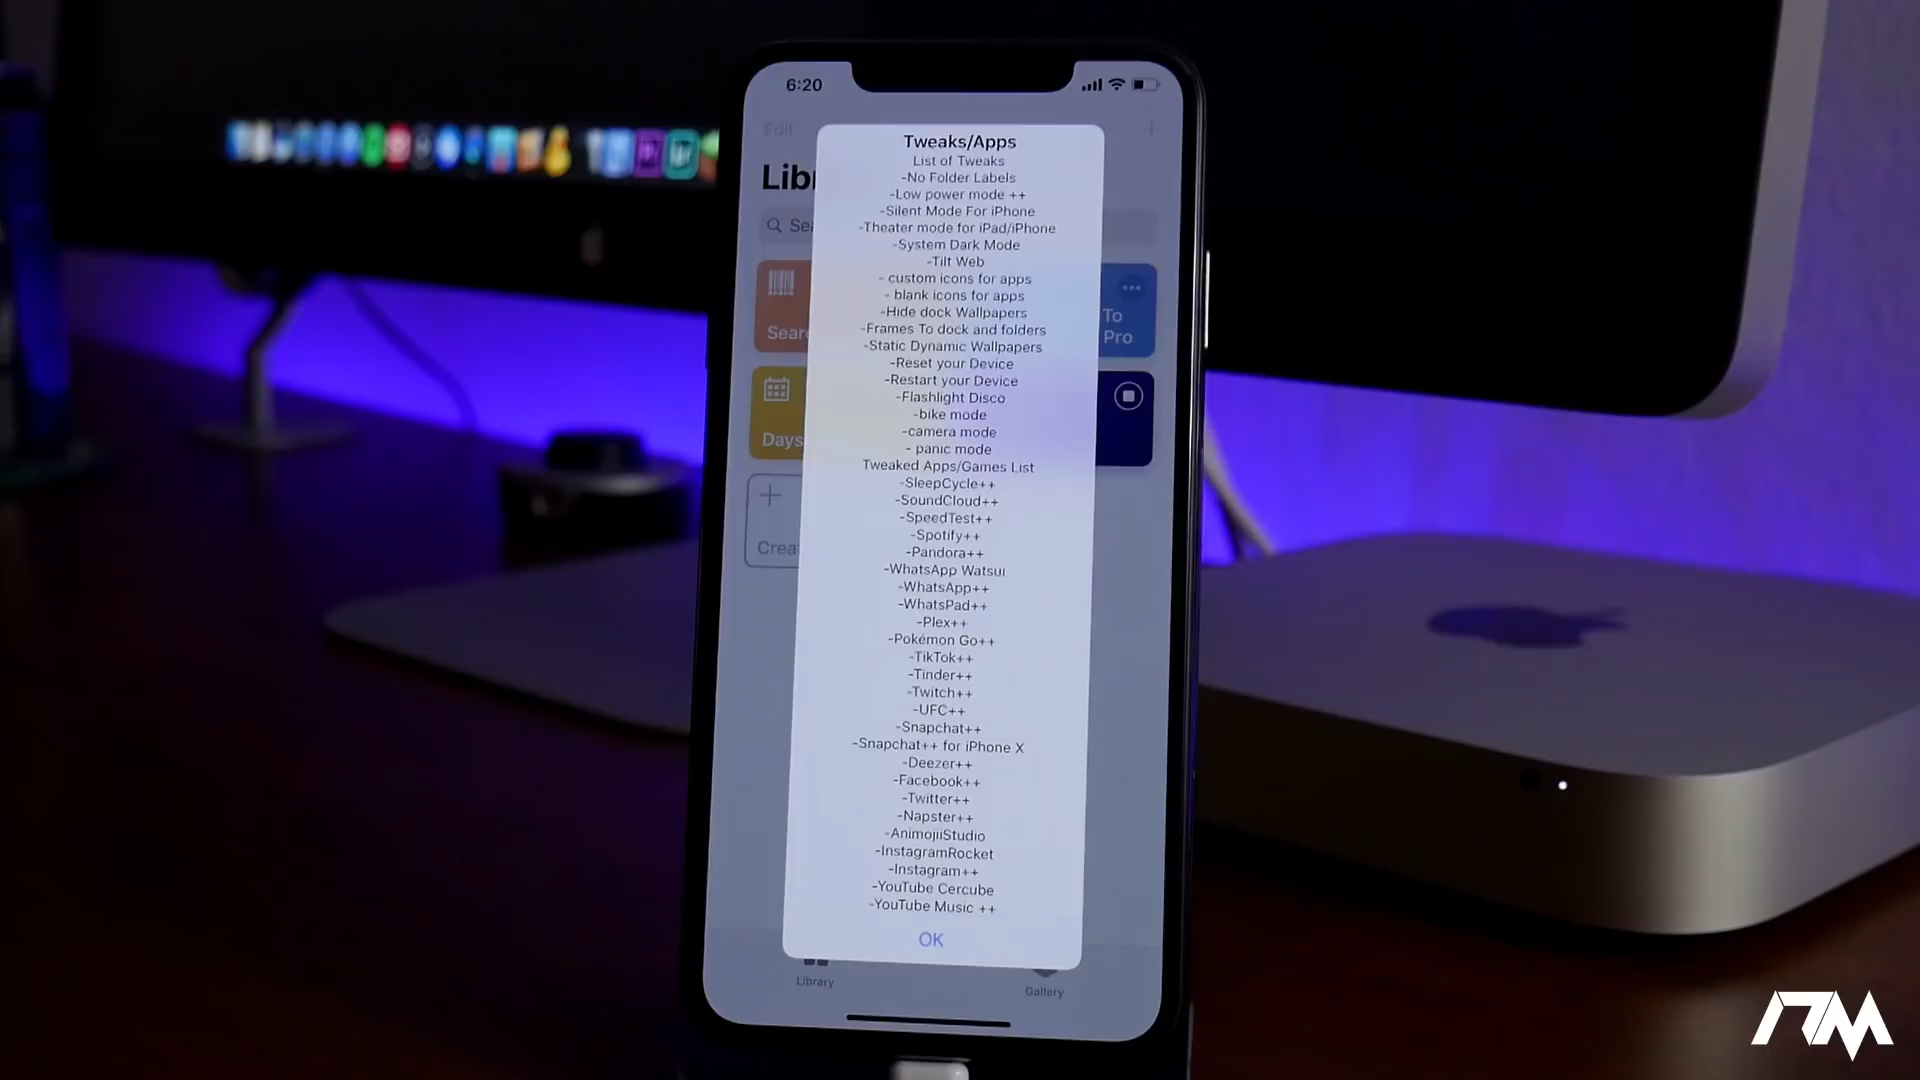 6:20
Edit
Tweaks/Apps
List of Tweaks
-No Folder Labels
-Low power mode ++
-Silent Mode For iPhone
-Theater mode for iPad/iPhone
-System Dark Mode
-Tilt Web
- custom icons for apps
- blank icons for apps
-Hide dock Wallpapers
-Frames To dock and folders
-Static Dynamic Wallpapers
-Reset your Device
-Restart your Device
-Flashlight Disco
-bike mode
-camera mode
- panic mode
Tweaked Apps/Games List
-SleepCycle++
-SoundCloud++
-SpeedTest++
-Spotify++
-Pandora++
-WhatsApp Watsui
-WhatsApp++
-WhatsPad++
-Plex++
-Pokémon Go++
-TikTok++
-Tinder++
-Twitch++
-UFC++
-Snapchat++
-Snapchat++ for iPhone X
-Deezer++
-Facebook++
-Twitter++
-Napster++
-AnimojiiStudio
-InstagramRocket
-Instagram++
-YouTube Cercube
-YouTube Music ++
OK
Lib
Sea
Sear
To
Pro
Days
Crea
Library
Gallery